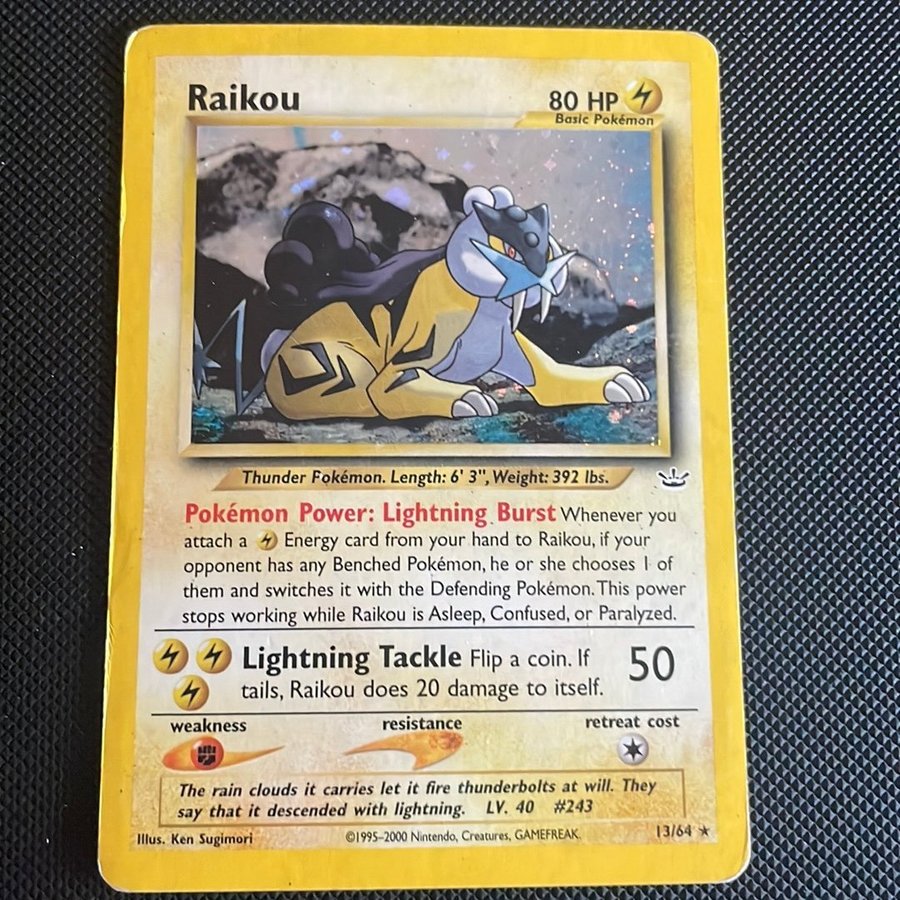 Raikou
80 HP
Basic Pokémon
Thunder Pokémon. Length: 6' 3", Weight: 392 lbs.
Pokémon Power: Lightning Burst Whenever you
attach a Energy card from your hand to Raikou, if your
opponent has any Benched Pokémon, he or she chooses 1 of
them and switches it with the Defending Pokémon. This power
stops working while Raikou is Asleep, Confused, or Paralyzed.
Lightning Tackle Flip a coin. If 50
tails, Raikou does 20 damage to itself.
weakness resistance retreat cost
The rain clouds it carries let it fire thunderbolts at will. They
say that it descended with lightning. LV. 40 #243
Illus. Ken Sugimori ©1995–2000 Nintendo, Creatures, GAMEFREAK. 13/64 ★